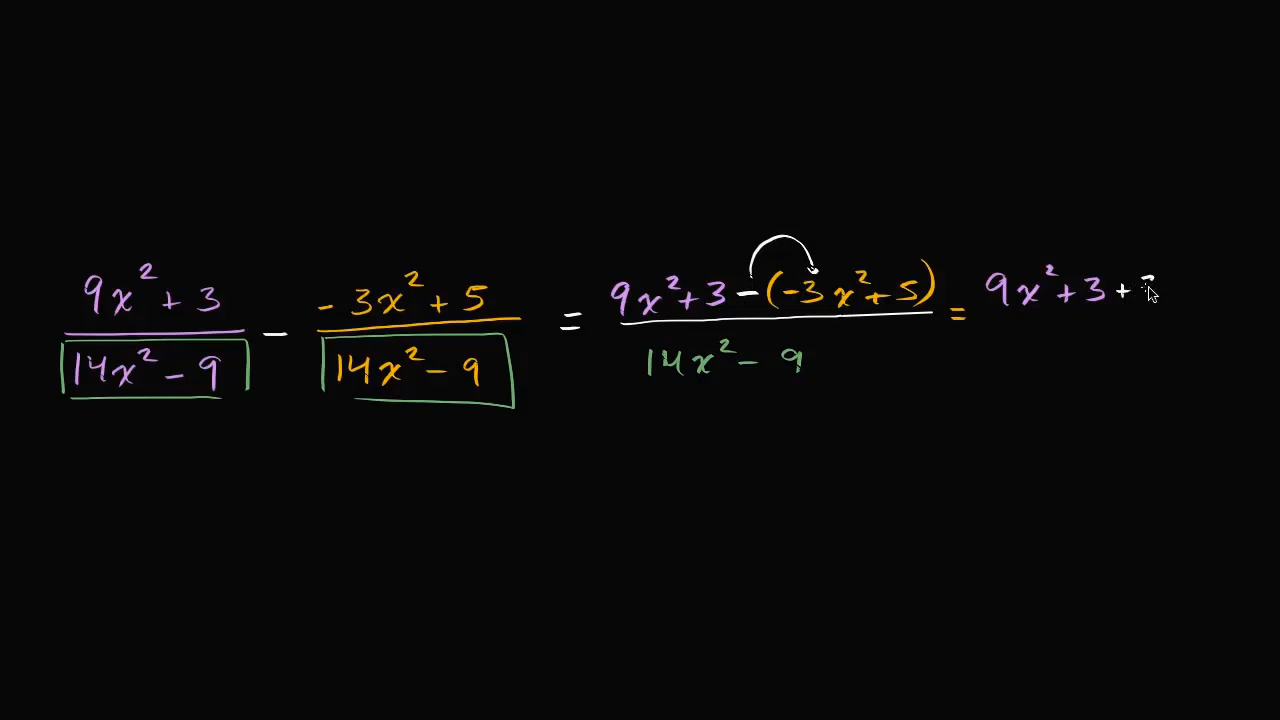 9x² + 3 / 14x² - 9 - -3x² + 5 / 14x² - 9 = 9x² + 3 - (-3x² + 5) / 14x² - 9 = 9x² + 3 +